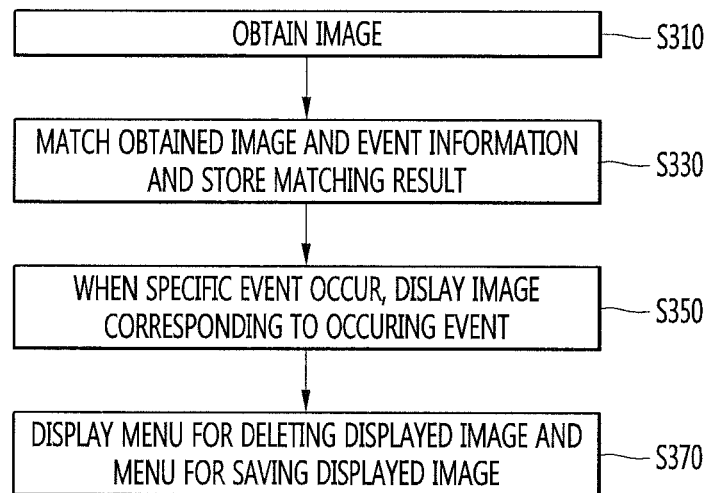 OBTAIN IMAGE
S310
MATCH OBTAINED IMAGE AND EVENT INFORMATION
AND STORE MATCHING RESULT
S330
WHEN SPECIFIC EVENT OCCUR, DISLAY IMAGE
CORRESPONDING TO OCCURING EVENT
S350
DISPLAY MENU FOR DELETING DISPLAYED IMAGE AND
MENU FOR SAVING DISPLAYED IMAGE
S370